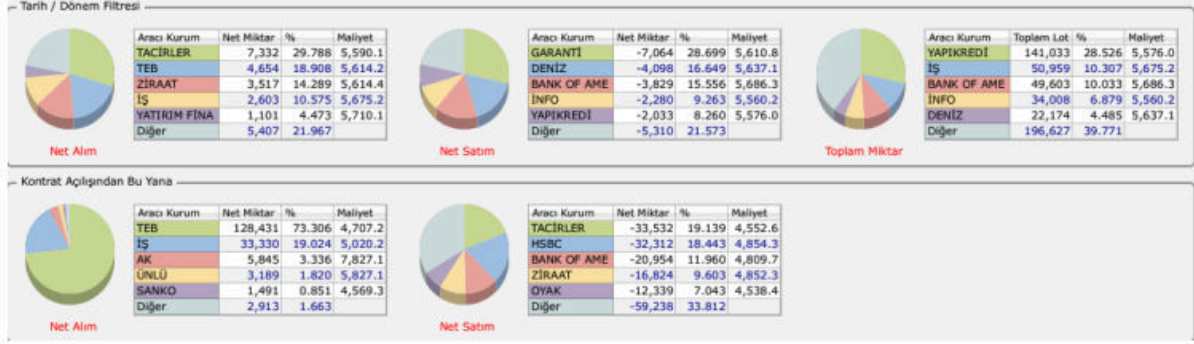 Tarih / Dönem Filtresi
Aracı Kurum Net Miktar % Maliyet
TACİRLER 7,332 29.788 5,590.1
TEB 4,654 18.908 5,614.2
ZİRAAT 3,517 14.289 5,614.4
İŞ 2,603 10.575 5,675.2
YATIRIM FİNA 1,101 4.473 5,710.1
Diğer 5,407 21.967
Net Alım
Aracı Kurum Net Miktar % Maliyet
GARANTİ -7,064 28.699 5,610.8
DENİZ -4,098 16.649 5,637.1
BANK OF AME -3,829 15.556 5,686.3
İNFO -2,280 9.263 5,560.2
YAPIKREDİ -2,033 8.260 5,576.0
Diğer -5,310 21.573
Net Satım
Aracı Kurum Toplam Lot % Maliyet
YAPIKREDİ 141,033 28.526 5,576.0
İŞ 50,959 10.307 5,675.2
BANK OF AME 49,603 10.033 5,686.3
İNFO 34,008 6.879 5,560.2
DENİZ 22,174 4.485 5,637.1
Diğer 196,627 39.771
Toplam Miktar
Kontrat Açılışından Bu Yana
Aracı Kurum Net Miktar % Maliyet
TEB 128,431 73.306 4,707.2
İŞ 33,330 19.024 5,020.2
AK 5,845 3.336 7,827.1
ÜNLÜ 3,189 1.820 5,827.1
SANKO 1,491 0.851 4,569.3
Diğer 2,913 1.663
Net Alım
Aracı Kurum Net Miktar % Maliyet
TACİRLER -33,532 19.139 4,552.6
HSBC -32,312 18.443 4,854.3
BANK OF AME -20,954 11.960 4,809.7
ZİRAAT -16,824 9.603 4,852.3
OYAK -12,339 7.043 4,538.4
Diğer -59,238 33.812
Net Satım